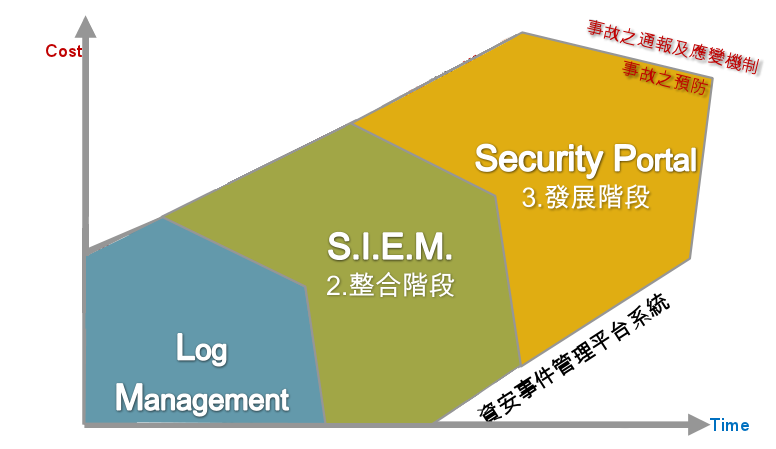 Cost
事故之通報及應變機制
事故之預防
Security Portal
3.發展階段
S.I.E.M.
2.整合階段
Log
Management
資安事件管理平台系統
Time